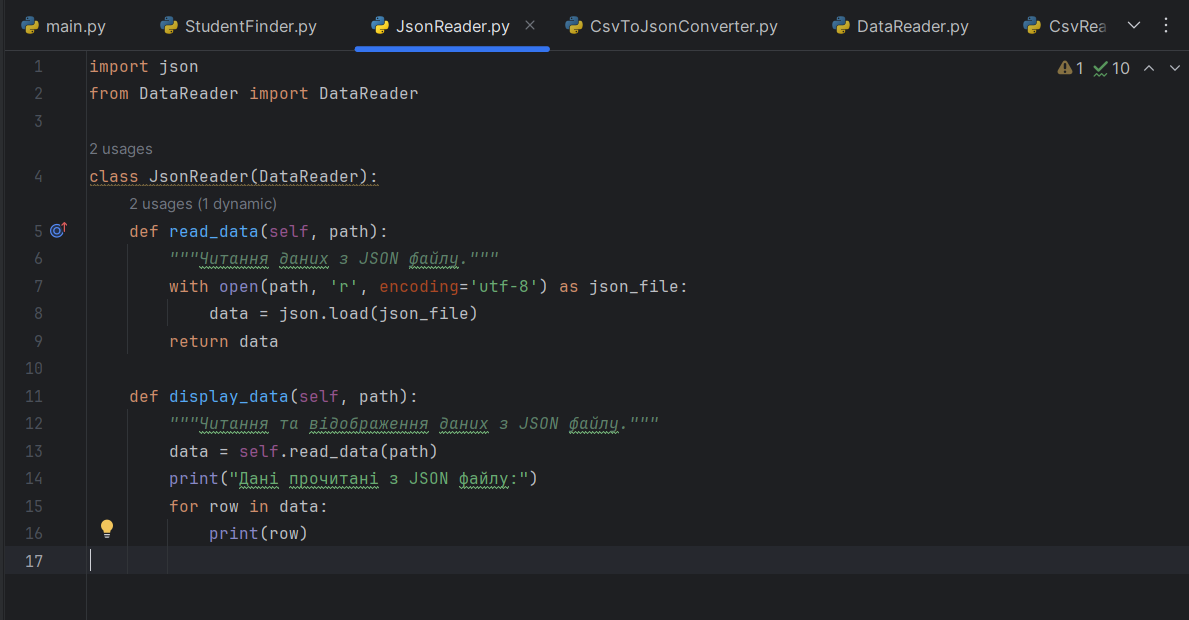 main.py StudentFinder.py JsonReader.py CsvToJsonConverter.py DataReader.py CsvRea
1 import json 1 10
2 from DataReader import DataReader
3
2 usages
4 class JsonReader(DataReader):
2 usages (1 dynamic)
5 def read_data(self, path):
6 """Читання даних з JSON файлу."""
7 with open(path, 'r', encoding='utf-8') as json_file:
8 data = json.load(json_file)
9 return data
10
11 def display_data(self, path):
12 """Читання та відображення даних з JSON файлу."""
13 data = self.read_data(path)
14 print("Дані прочитані з JSON файлу:")
15 for row in data:
16 print(row)
17